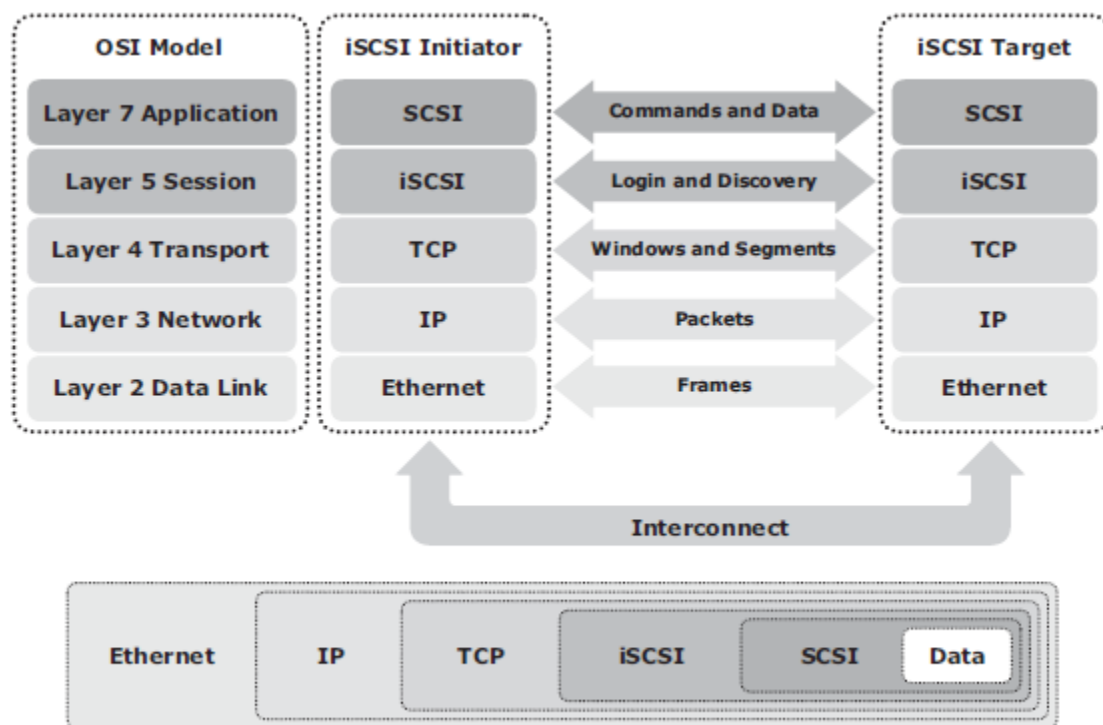 OSI Model
iSCSI Initiator
iSCSI Target
Layer 7 Application
SCSI
Commands and Data
SCSI
Layer 5 Session
iSCSI
Login and Discovery
iSCSI
Layer 4 Transport
TCP
Windows and Segments
TCP
Layer 3 Network
IP
Packets
IP
Layer 2 Data Link
Ethernet
Frames
Ethernet
Interconnect
Ethernet
IP
TCP
iSCSI
SCSI
Data